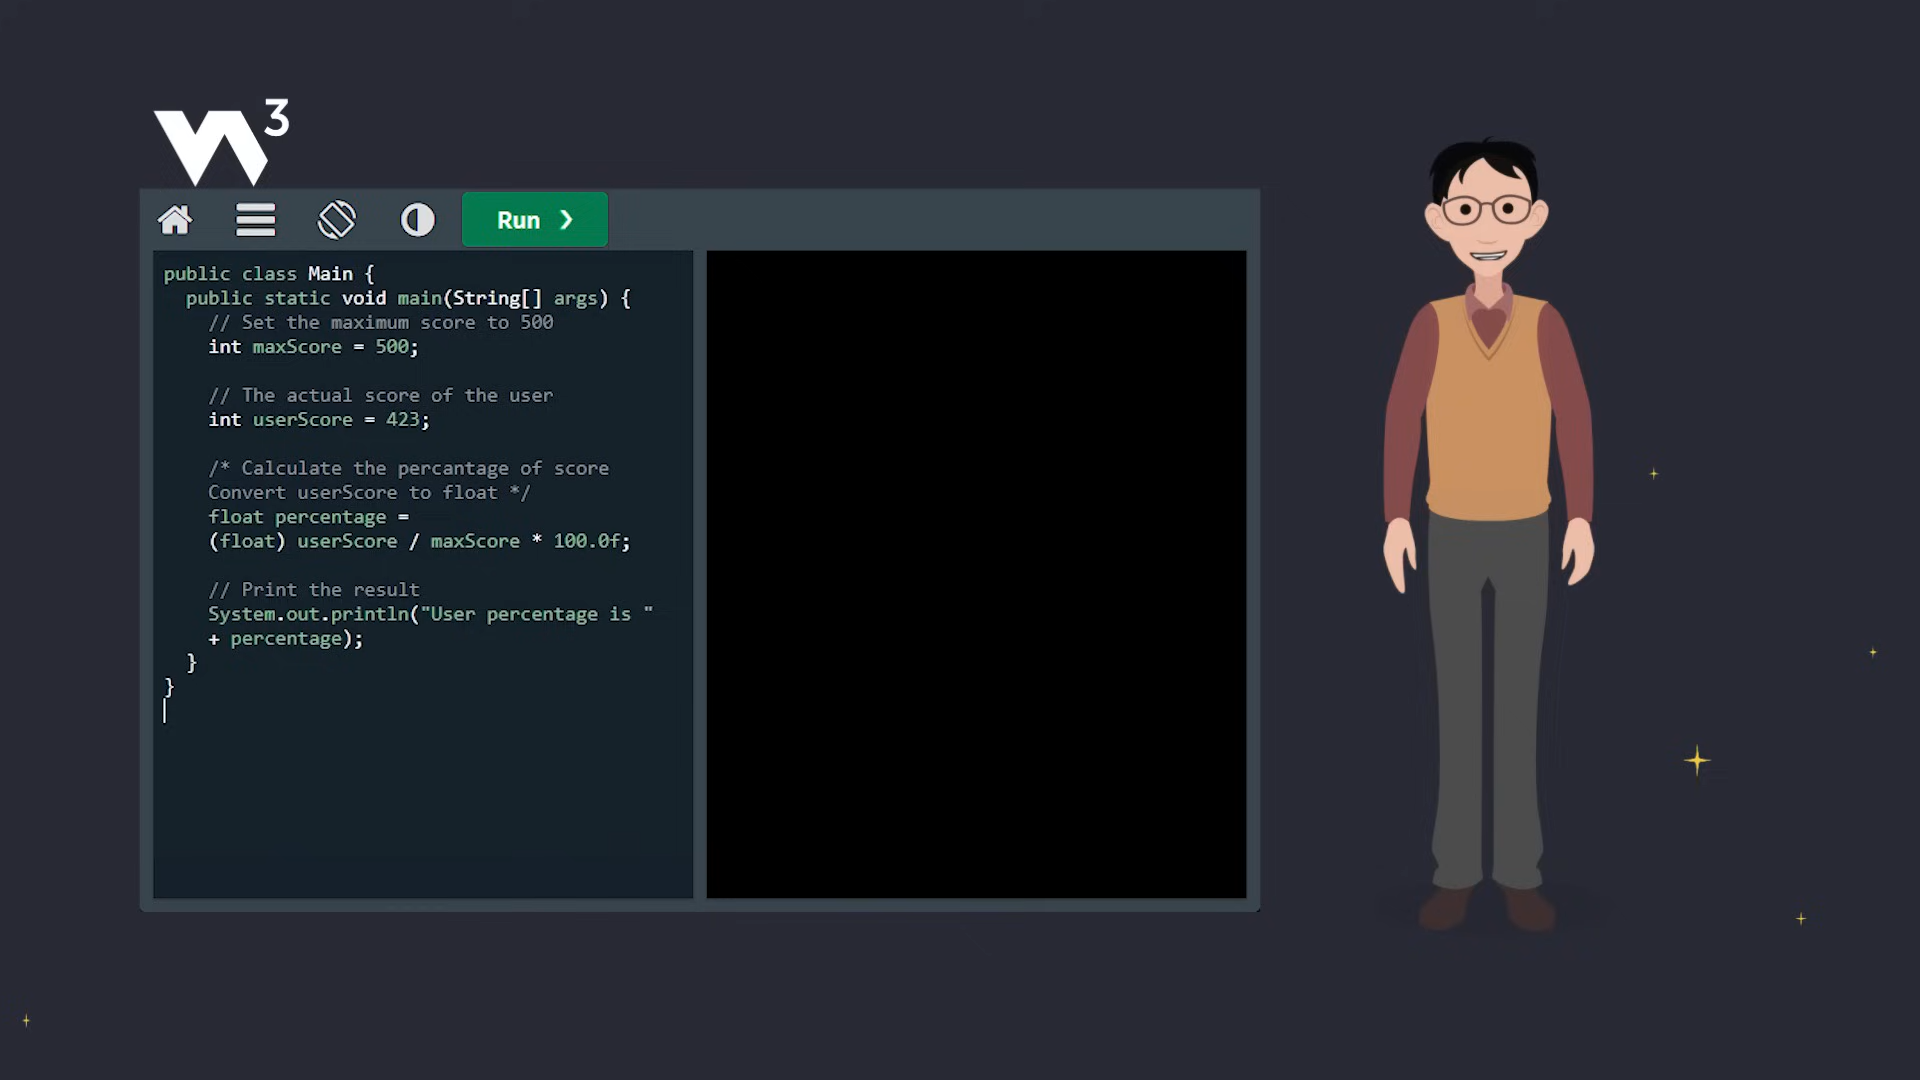 3
Run
public class Main {
  public static void main(String[] args) {
    // Set the maximum score to 500
    int maxScore = 500;

    // The actual score of the user
    int userScore = 423;

    /* Calculate the percantage of score
    Convert userScore to float */
    float percentage =
    (float) userScore / maxScore * 100.0f;

    // Print the result
    System.out.println("User percentage is "
    + percentage);
  }
}